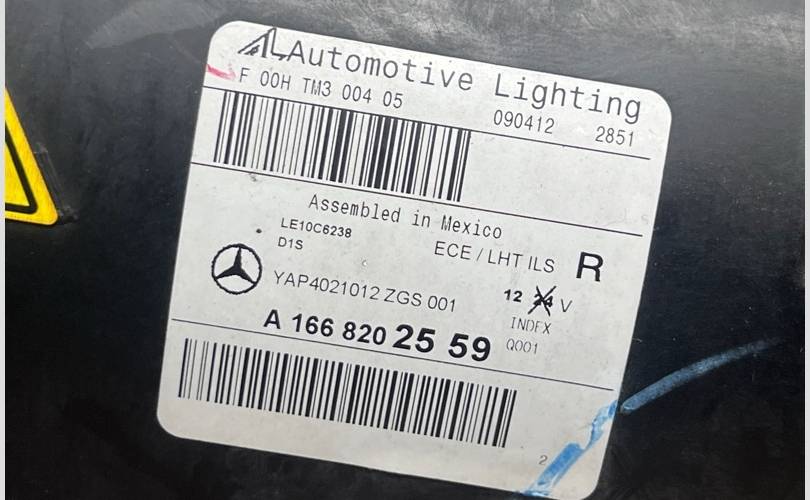 AL Automotive Lighting
F 00H TM3 004 05
090412 2851
Assembled in Mexico
LE10C6238
D1S
ECE / LHT ILS R
YAP4021012 ZGS 001
12 24 V
INDEX
Q001
A 166 820 25 59
2